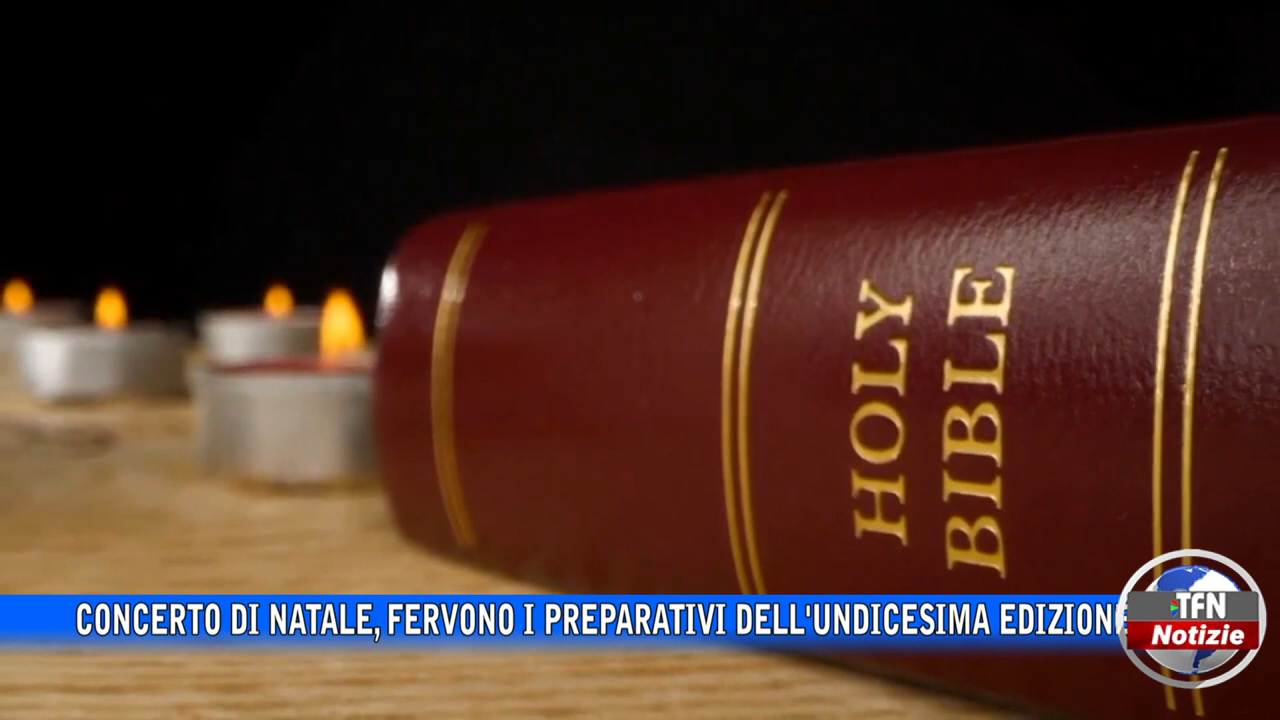 HOLY
BIBLE
CONCERTO DI NATALE, FERVONO I PREPARATIVI DELL'UNDICESIMA EDIZIONE
TFN
Notizie